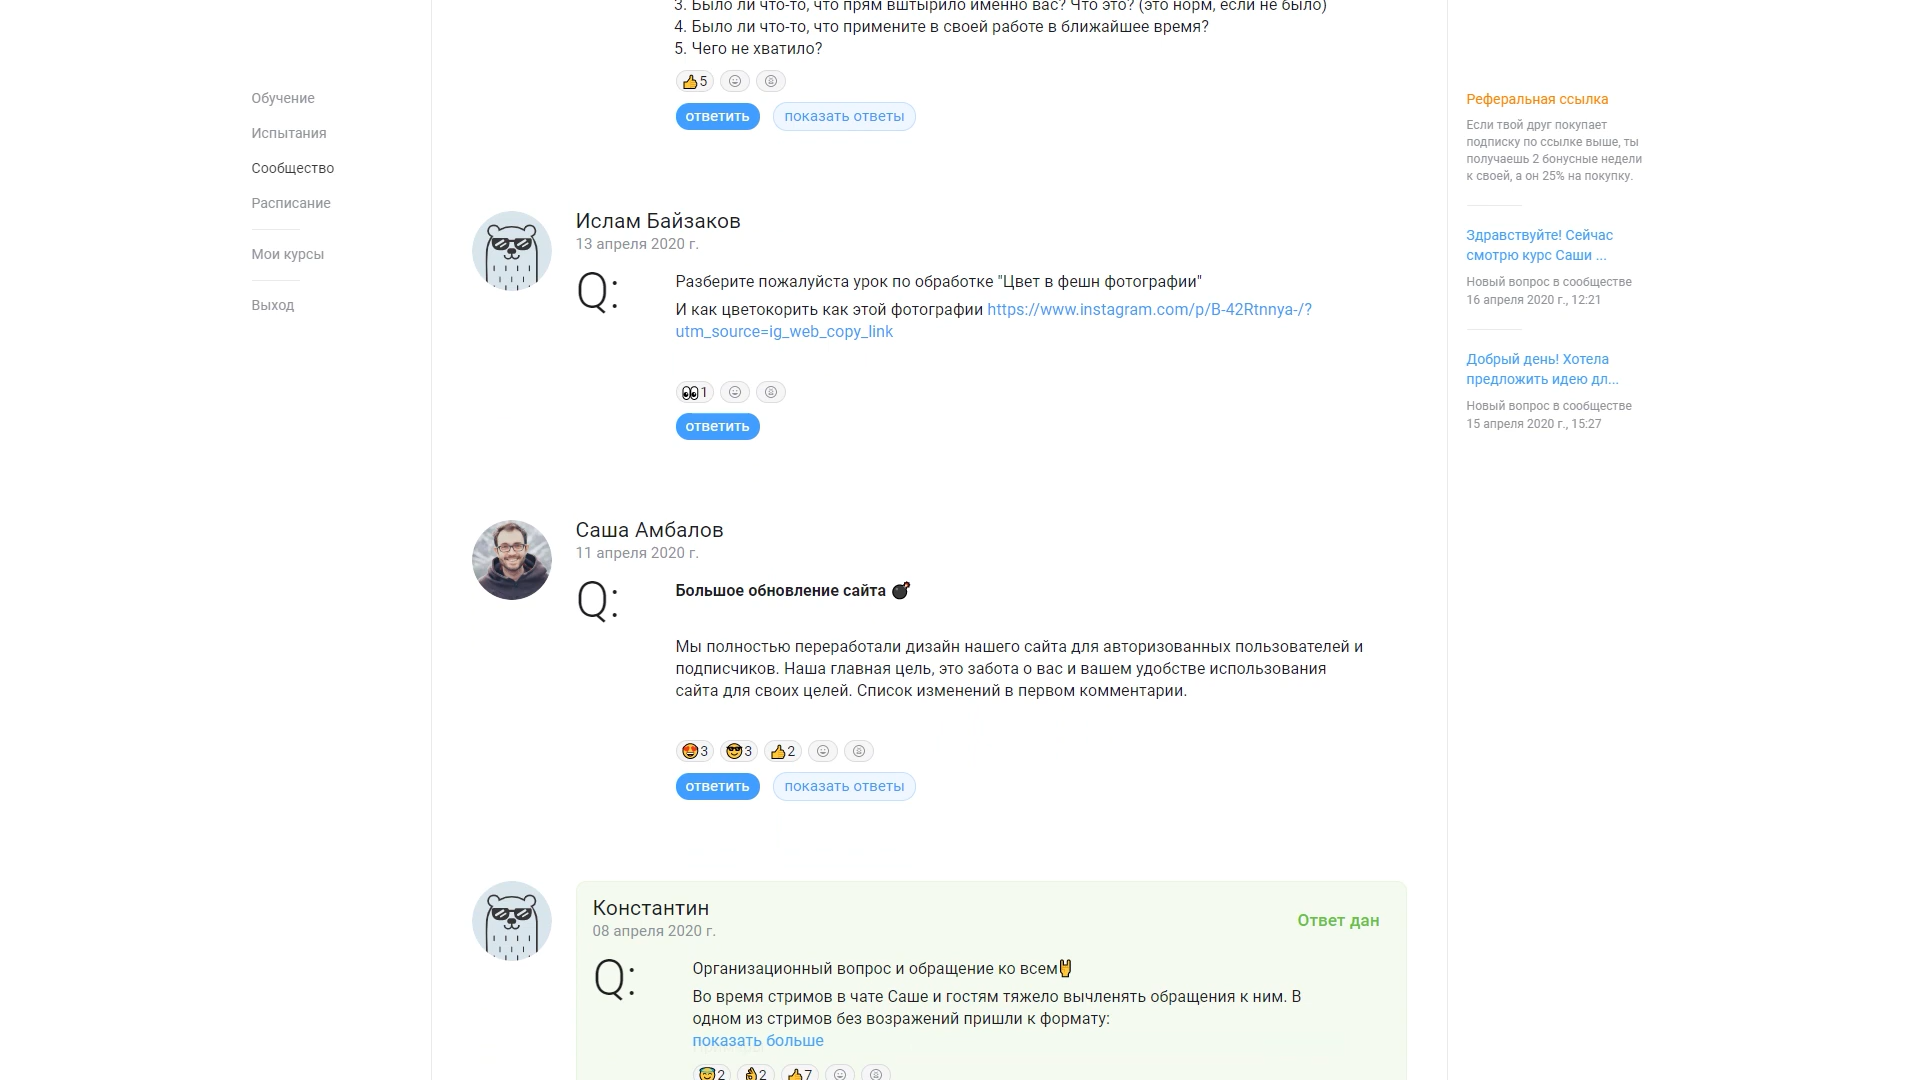 3. Было ли что-то, что прям вштырило именно вас? Что это? (это норм, если не было)
4. Было ли что-то, что примените в своей работе в ближайшее время?
5. Чего не хватило?
5
ответить
показать ответы
Обучение
Испытания
Сообщество
Расписание
Мои курсы
Выход
Ислам Байзаков
13 апреля 2020 г.
Q:
Разберите пожалуйста урок по обработке "Цвет в фешн фотографии"
И как цветокорить как этой фотографии https://www.instagram.com/p/B-42Rtnnya-/?
utm_source=ig_web_copy_link
1
ответить
Саша Амбалов
11 апреля 2020 г.
Q:
Большое обновление сайта 💣
Мы полностью переработали дизайн нашего сайта для авторизованных пользователей и
подписчиков. Наша главная цель, это забота о вас и вашем удобстве использования
сайта для своих целей. Список изменений в первом комментарии.
3
3
2
ответить
показать ответы
Константин
08 апреля 2020 г.
Ответ дан
Q:
Организационный вопрос и обращение ко всем🤘
Во время стримов в чате Саше и гостям тяжело вычленять обращения к ним. В
одном из стримов без возражений пришли к формату:
показать больше
2
2
7
Реферальная ссылка
Если твой друг покупает
подписку по ссылке выше, ты
получаешь 2 бонусные недели
к своей, а он 25% на покупку.
Здравствуйте! Сейчас
смотрю курс Саши ...
Новый вопрос в сообществе
16 апреля 2020 г., 12:21
Добрый день! Хотела
предложить идею дл...
Новый вопрос в сообществе
15 апреля 2020 г., 15:27